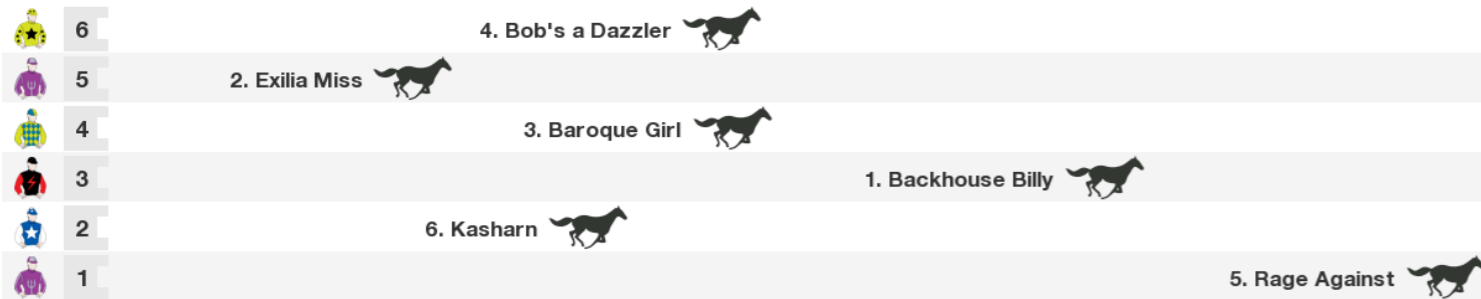 6 4. Bob's a Dazzler
5 2. Exilia Miss
4 3. Baroque Girl
3 1. Backhouse Billy
2 6. Kasharn
1 5. Rage Against